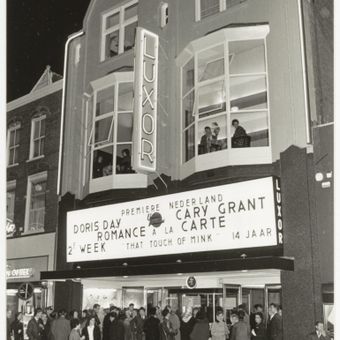 LUXOR
PREMIERE NEDERLAND
DORIS DAY CARY GRANT
ROMANCE A LA CARTE
2e WEEK "THAT TOUCH OF MINK" 14 JAAR
LUXOR